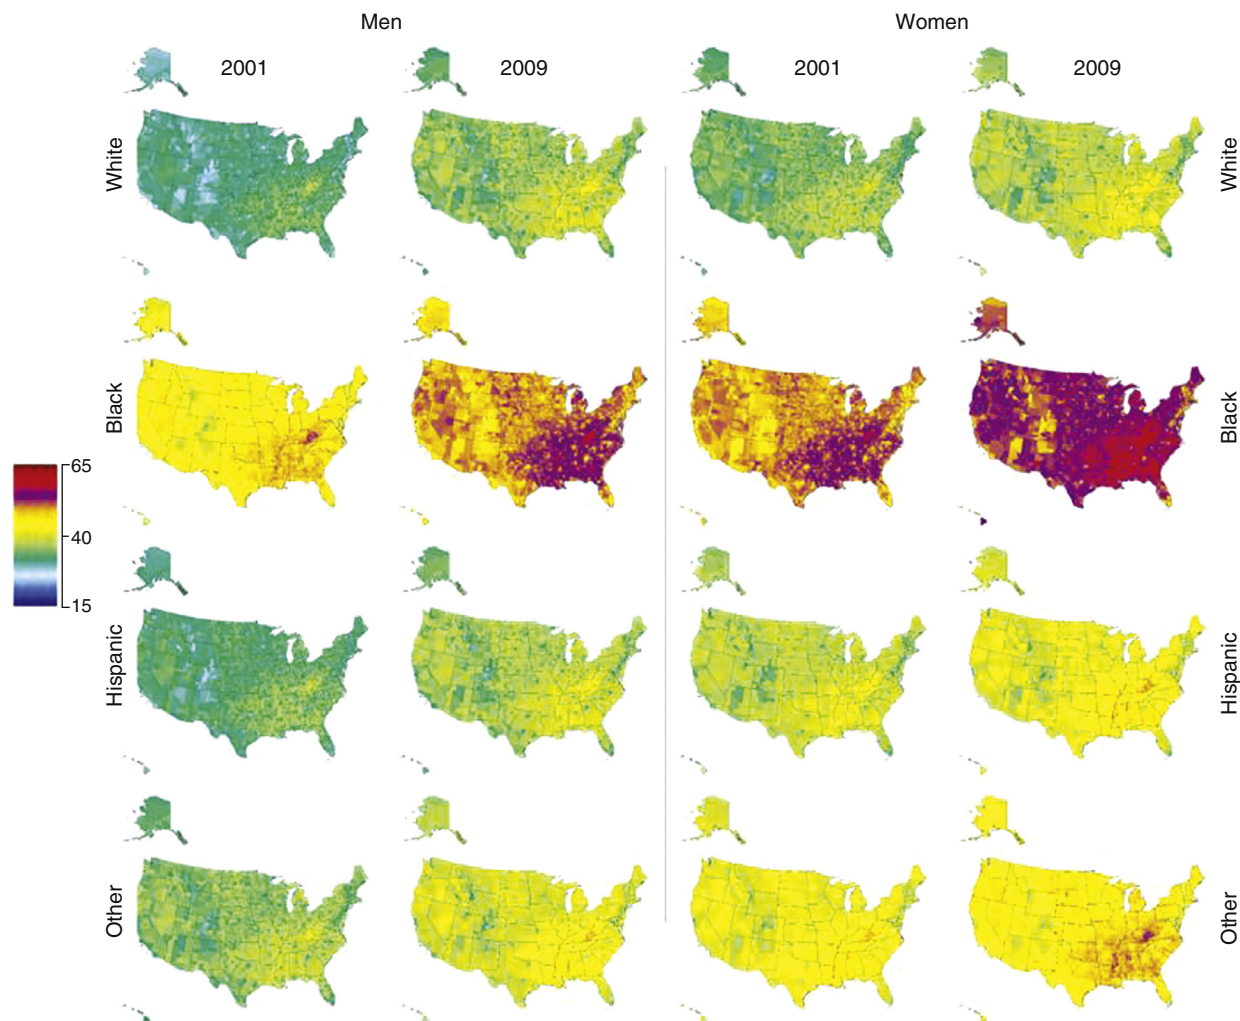 Men
Women
2001
2009
2001
2009
White
White
Black
Black
65
40
15
Hispanic
Hispanic
Other
Other